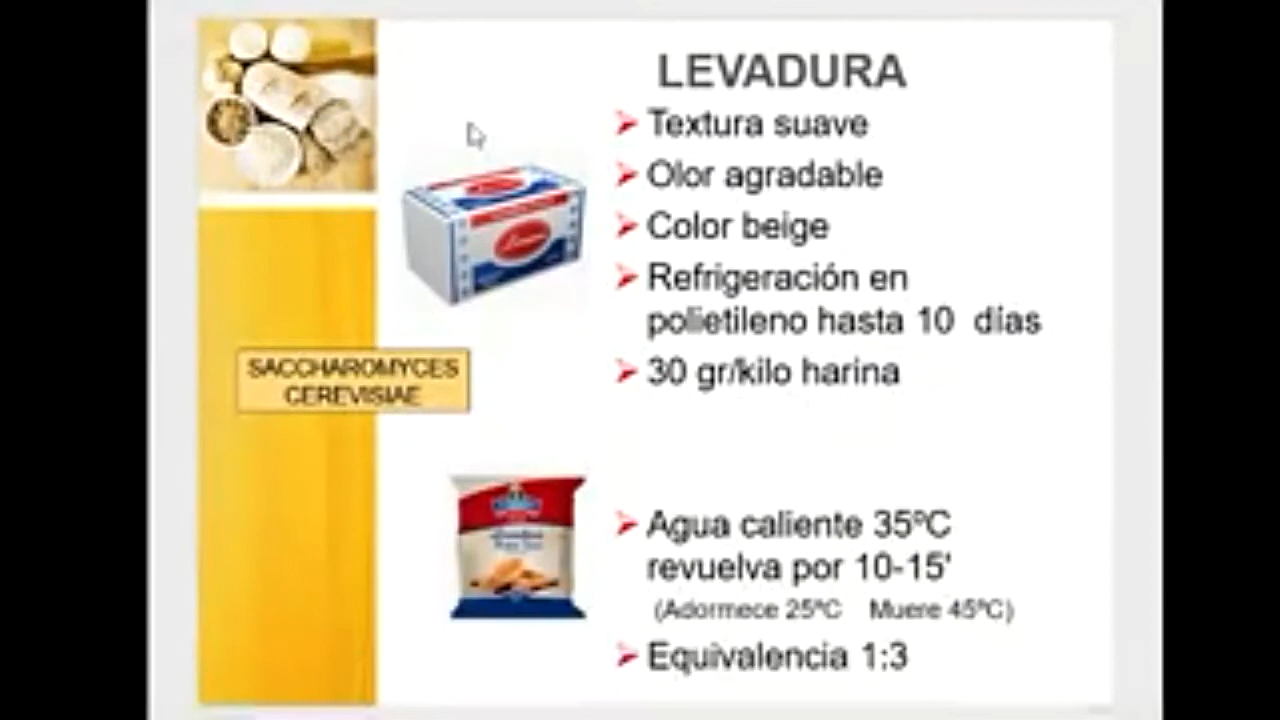 LEVADURA
Textura suave
Olor agradable
Color beige
Refrigeración en
polietileno hasta 10 días
30 gr/kilo harina
SACCHAROMYCES
CEREVISIAE
Agua caliente 35ºC
revuelva por 10-15'
(Adormece 25ºC Muere 45ºC)
Equivalencia 1:3